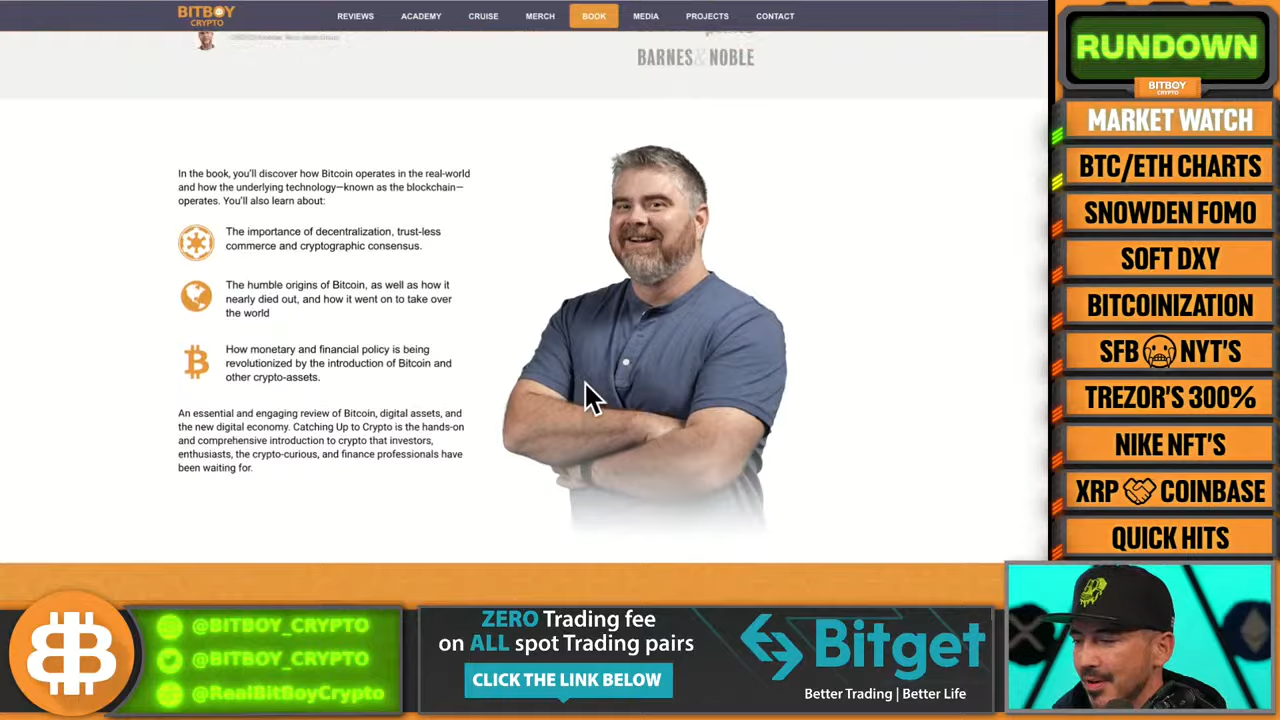 BITBOY
CRYPTO
REVIEWS
ACADEMY
CRUISE
MERCH
BOOK
MEDIA
PROJECTS
CONTACT
BARNES & NOBLE
In the book, you'll discover how Bitcoin operates in the real-world
and how the underlying technology—known as the blockchain—
operates. You'll also learn about:
The importance of decentralization, trust-less
commerce and cryptographic consensus.
The humble origins of Bitcoin, as well as how it
nearly died out, and how it went on to take over
the world
How monetary and financial policy is being
revolutionized by the introduction of Bitcoin and
other crypto-assets.
An essential and engaging review of Bitcoin, digital assets, and
the new digital economy. Catching Up to Crypto is the hands-on
and comprehensive introduction to crypto that investors,
enthusiasts, the crypto-curious, and finance professionals have
been waiting for.
RUNDOWN
BITBOY
CRYPTO
MARKET WATCH
BTC/ETH CHARTS
SNOWDEN FOMO
SOFT DXY
BITCOINIZATION
SFB NYT'S
TREZOR'S 300%
NIKE NFT'S
XRP COINBASE
QUICK HITS
@BITBOY_CRYPTO
@BITBOY_CRYPTO
@RealBitBoyCrypto
ZERO Trading fee
on ALL spot Trading pairs
CLICK THE LINK BELOW
Bitget
Better Trading | Better Life